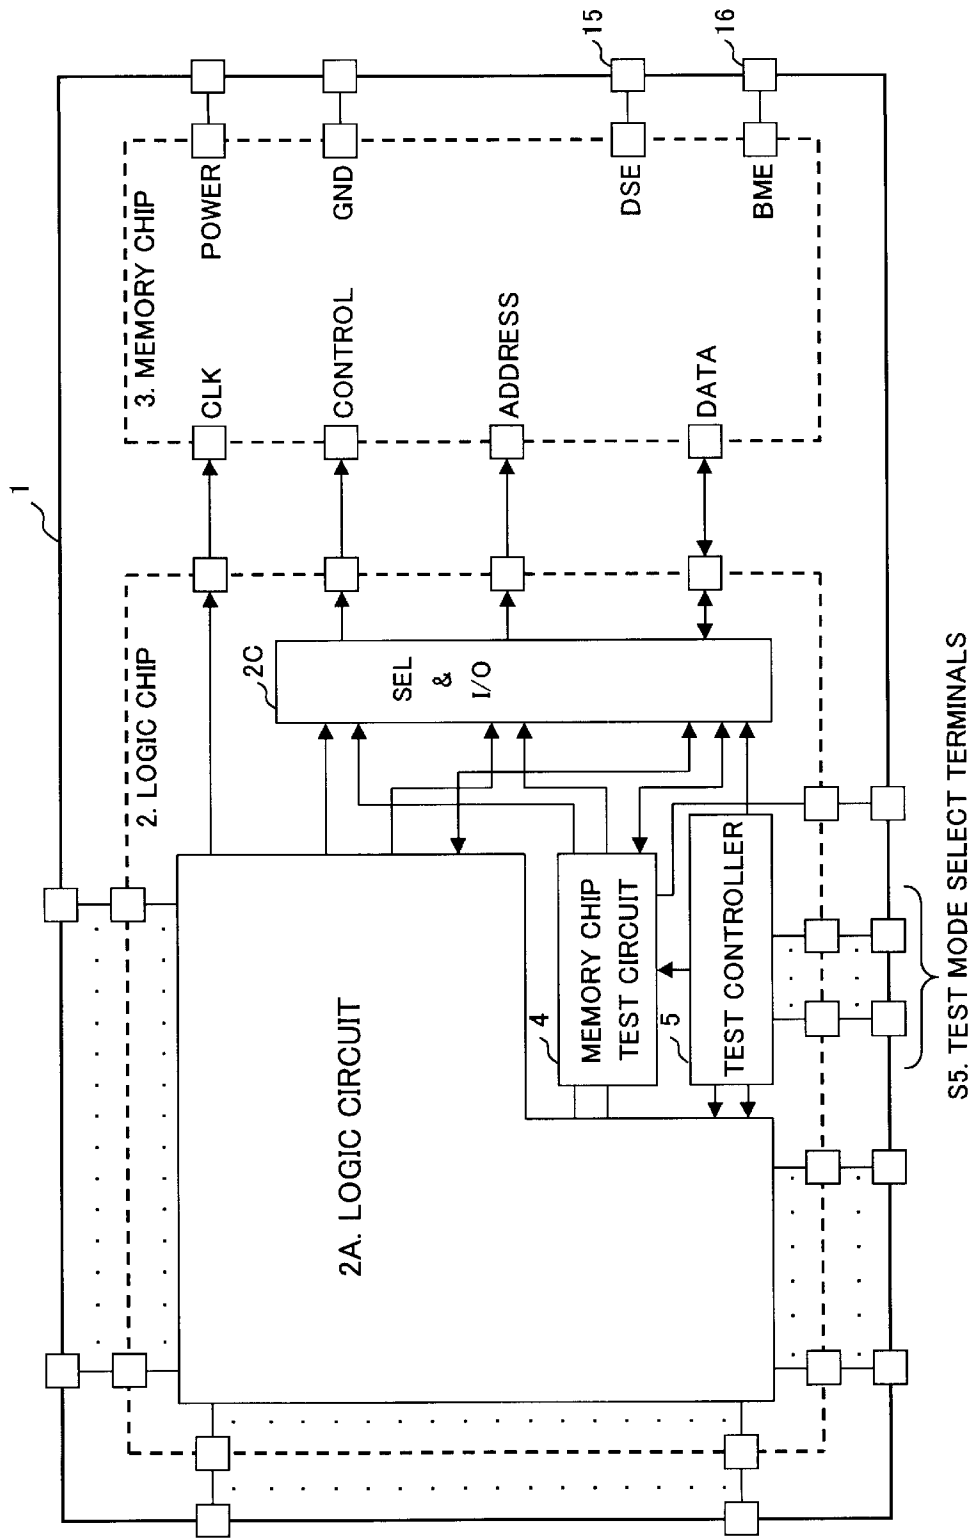 1
2. LOGIC CHIP
3. MEMORY CHIP
2A. LOGIC CIRCUIT
2C
SEL
&
I/O
CLK
CONTROL
ADDRESS
DATA
POWER
GND
DSE
BME
15
16
4
MEMORY CHIP
TEST CIRCUIT
5
TEST CONTROLLER
S5. TEST MODE SELECT TERMINALS